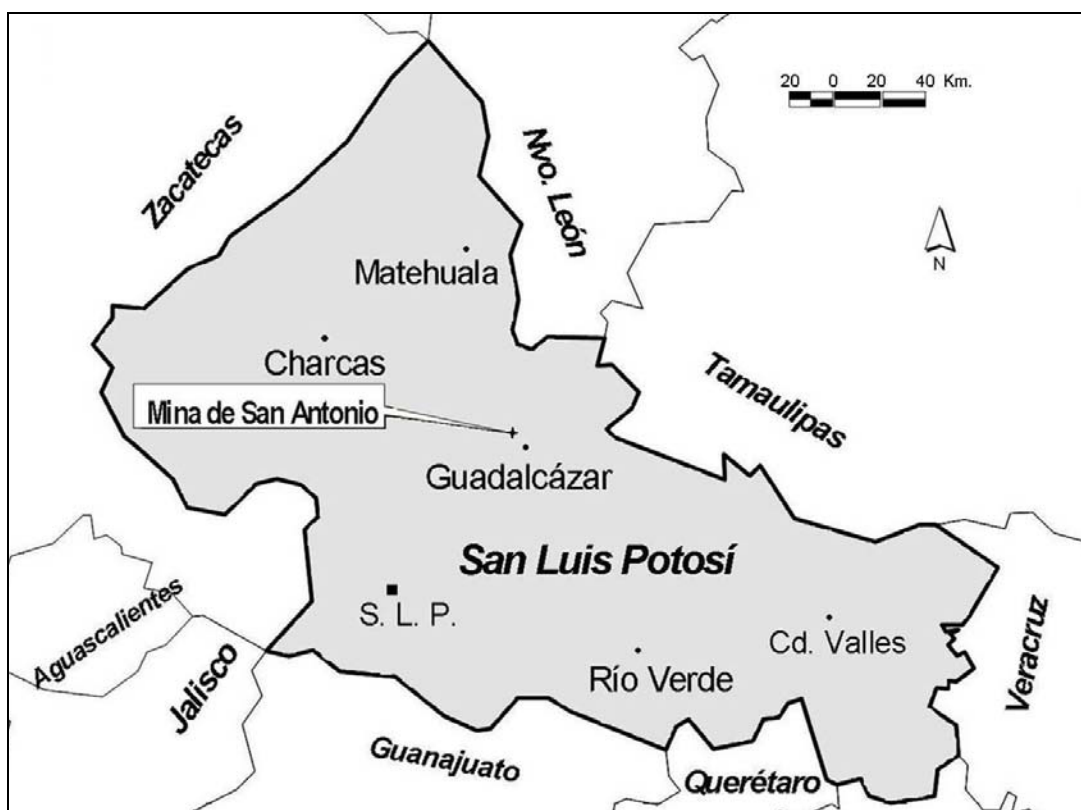 20 0 20 40 Km.
Zacatecas
Nvo. León
N
Matehuala
Charcas
Tamaulipas
Mina de San Antonio
Guadalcázar
San Luis Potosí
Aguascalientes
S. L. P.
Jalisco
Río Verde
Cd. Valles
Veracruz
Guanajuato
Querétaro